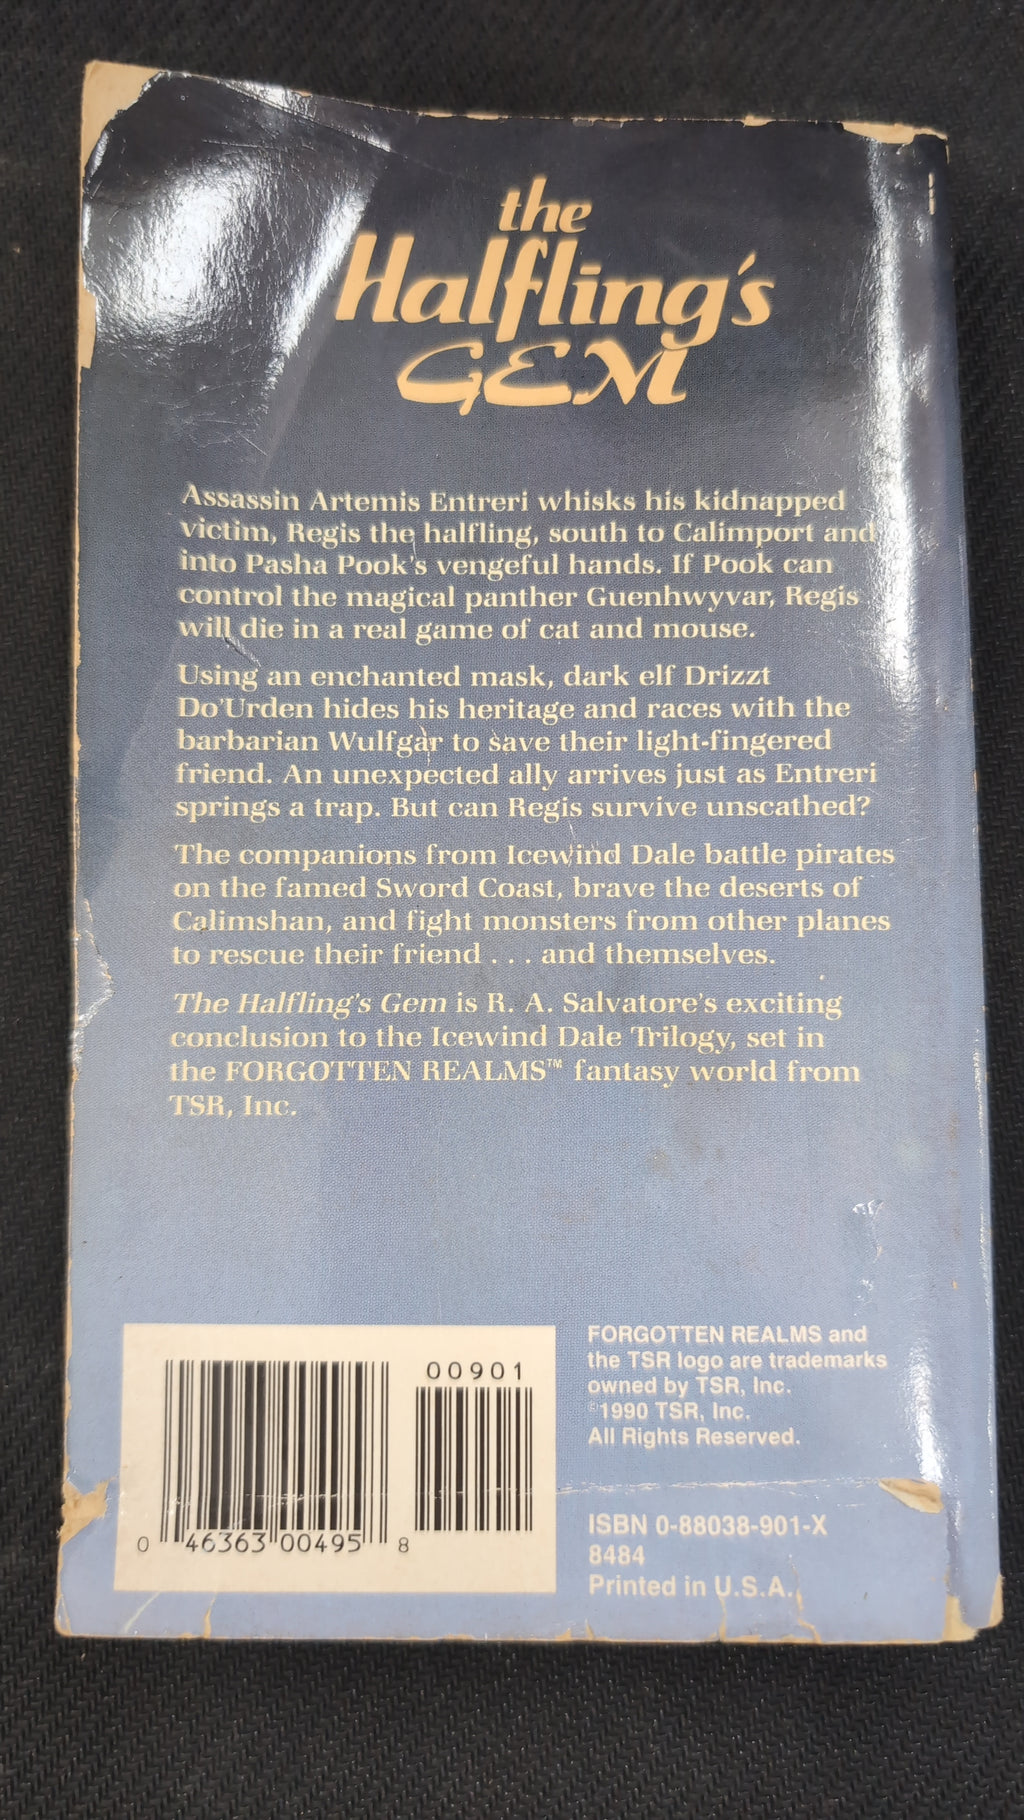 the
Halfling's
GEM
Assassin Artemis Entreri whisks his kidnapped
victim, Regis the halfling, south to Calimport and
into Pasha Pook's vengeful hands. If Pook can
control the magical panther Guenhwyvar, Regis
will die in a real game of cat and mouse.
Using an enchanted mask, dark elf Drizzt
Do'Urden hides his heritage and races with the
barbarian Wulfgar to save their light-fingered
friend. An unexpected ally arrives just as Entreri
springs a trap. But can Regis survive unscathed?
The companions from Icewind Dale battle pirates
on the famed Sword Coast, brave the deserts of
Calimshan, and fight monsters from other planes
to rescue their friend . . . and themselves.
The Halfling's Gem is R. A. Salvatore's exciting
conclusion to the Icewind Dale Trilogy, set in
the FORGOTTEN REALMS™ fantasy world from
TSR, Inc.
00901
0 46363 00495 8
FORGOTTEN REALMS and
the TSR logo are trademarks
owned by TSR, Inc.
©1990 TSR, Inc.
All Rights Reserved.
ISBN 0-88038-901-X
8484
Printed in U.S.A.